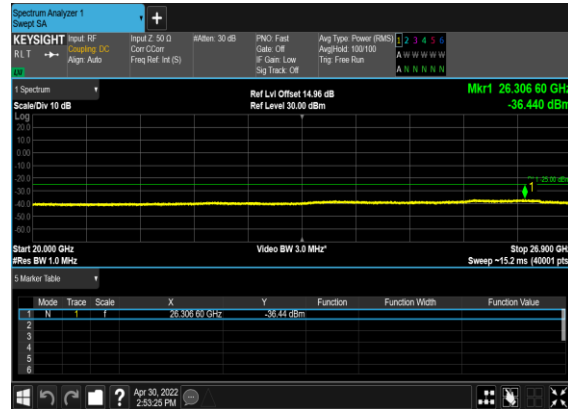 Spectrum Analyzer 1
Swept SA
KEYSIGHT Input: RF Input Z: 50 Ω #Atten: 30 dB PNO: Fast Avg Type: Power (RMS) 1 2 3 4 5 6
RLT Coupling: DC Corr CCorr Gate: Off Avg|Hold: 100/100 A W W W W W
Align: Auto Freq Ref: Int (S) IF Gain: Low Trig: Free Run
Sig Track: Off A N N N N N
LW
1 Spectrum Ref Lvl Offset 14.96 dB Mkr1 26.306 60 GHz
Scale/Div 10 dB Ref Level 30.00 dBm -36.440 dBm
Log
20.0
10.0
0.00
-10.0
-20.0
-25.00 dBm
1
-30.0
-40.0
-50.0
-60.0
Start 20.000 GHz Video BW 3.0 MHz* Stop 26.900 GHz
#Res BW 1.0 MHz Sweep ~15.2 ms (40001 pts)
5 Marker Table
Mode Trace Scale X Y Function Function Width Function Value
1 N 1 f 26.306 60 GHz -36.44 dBm
2
3
4
5
6
? Apr 30, 2022
2:53:25 PM